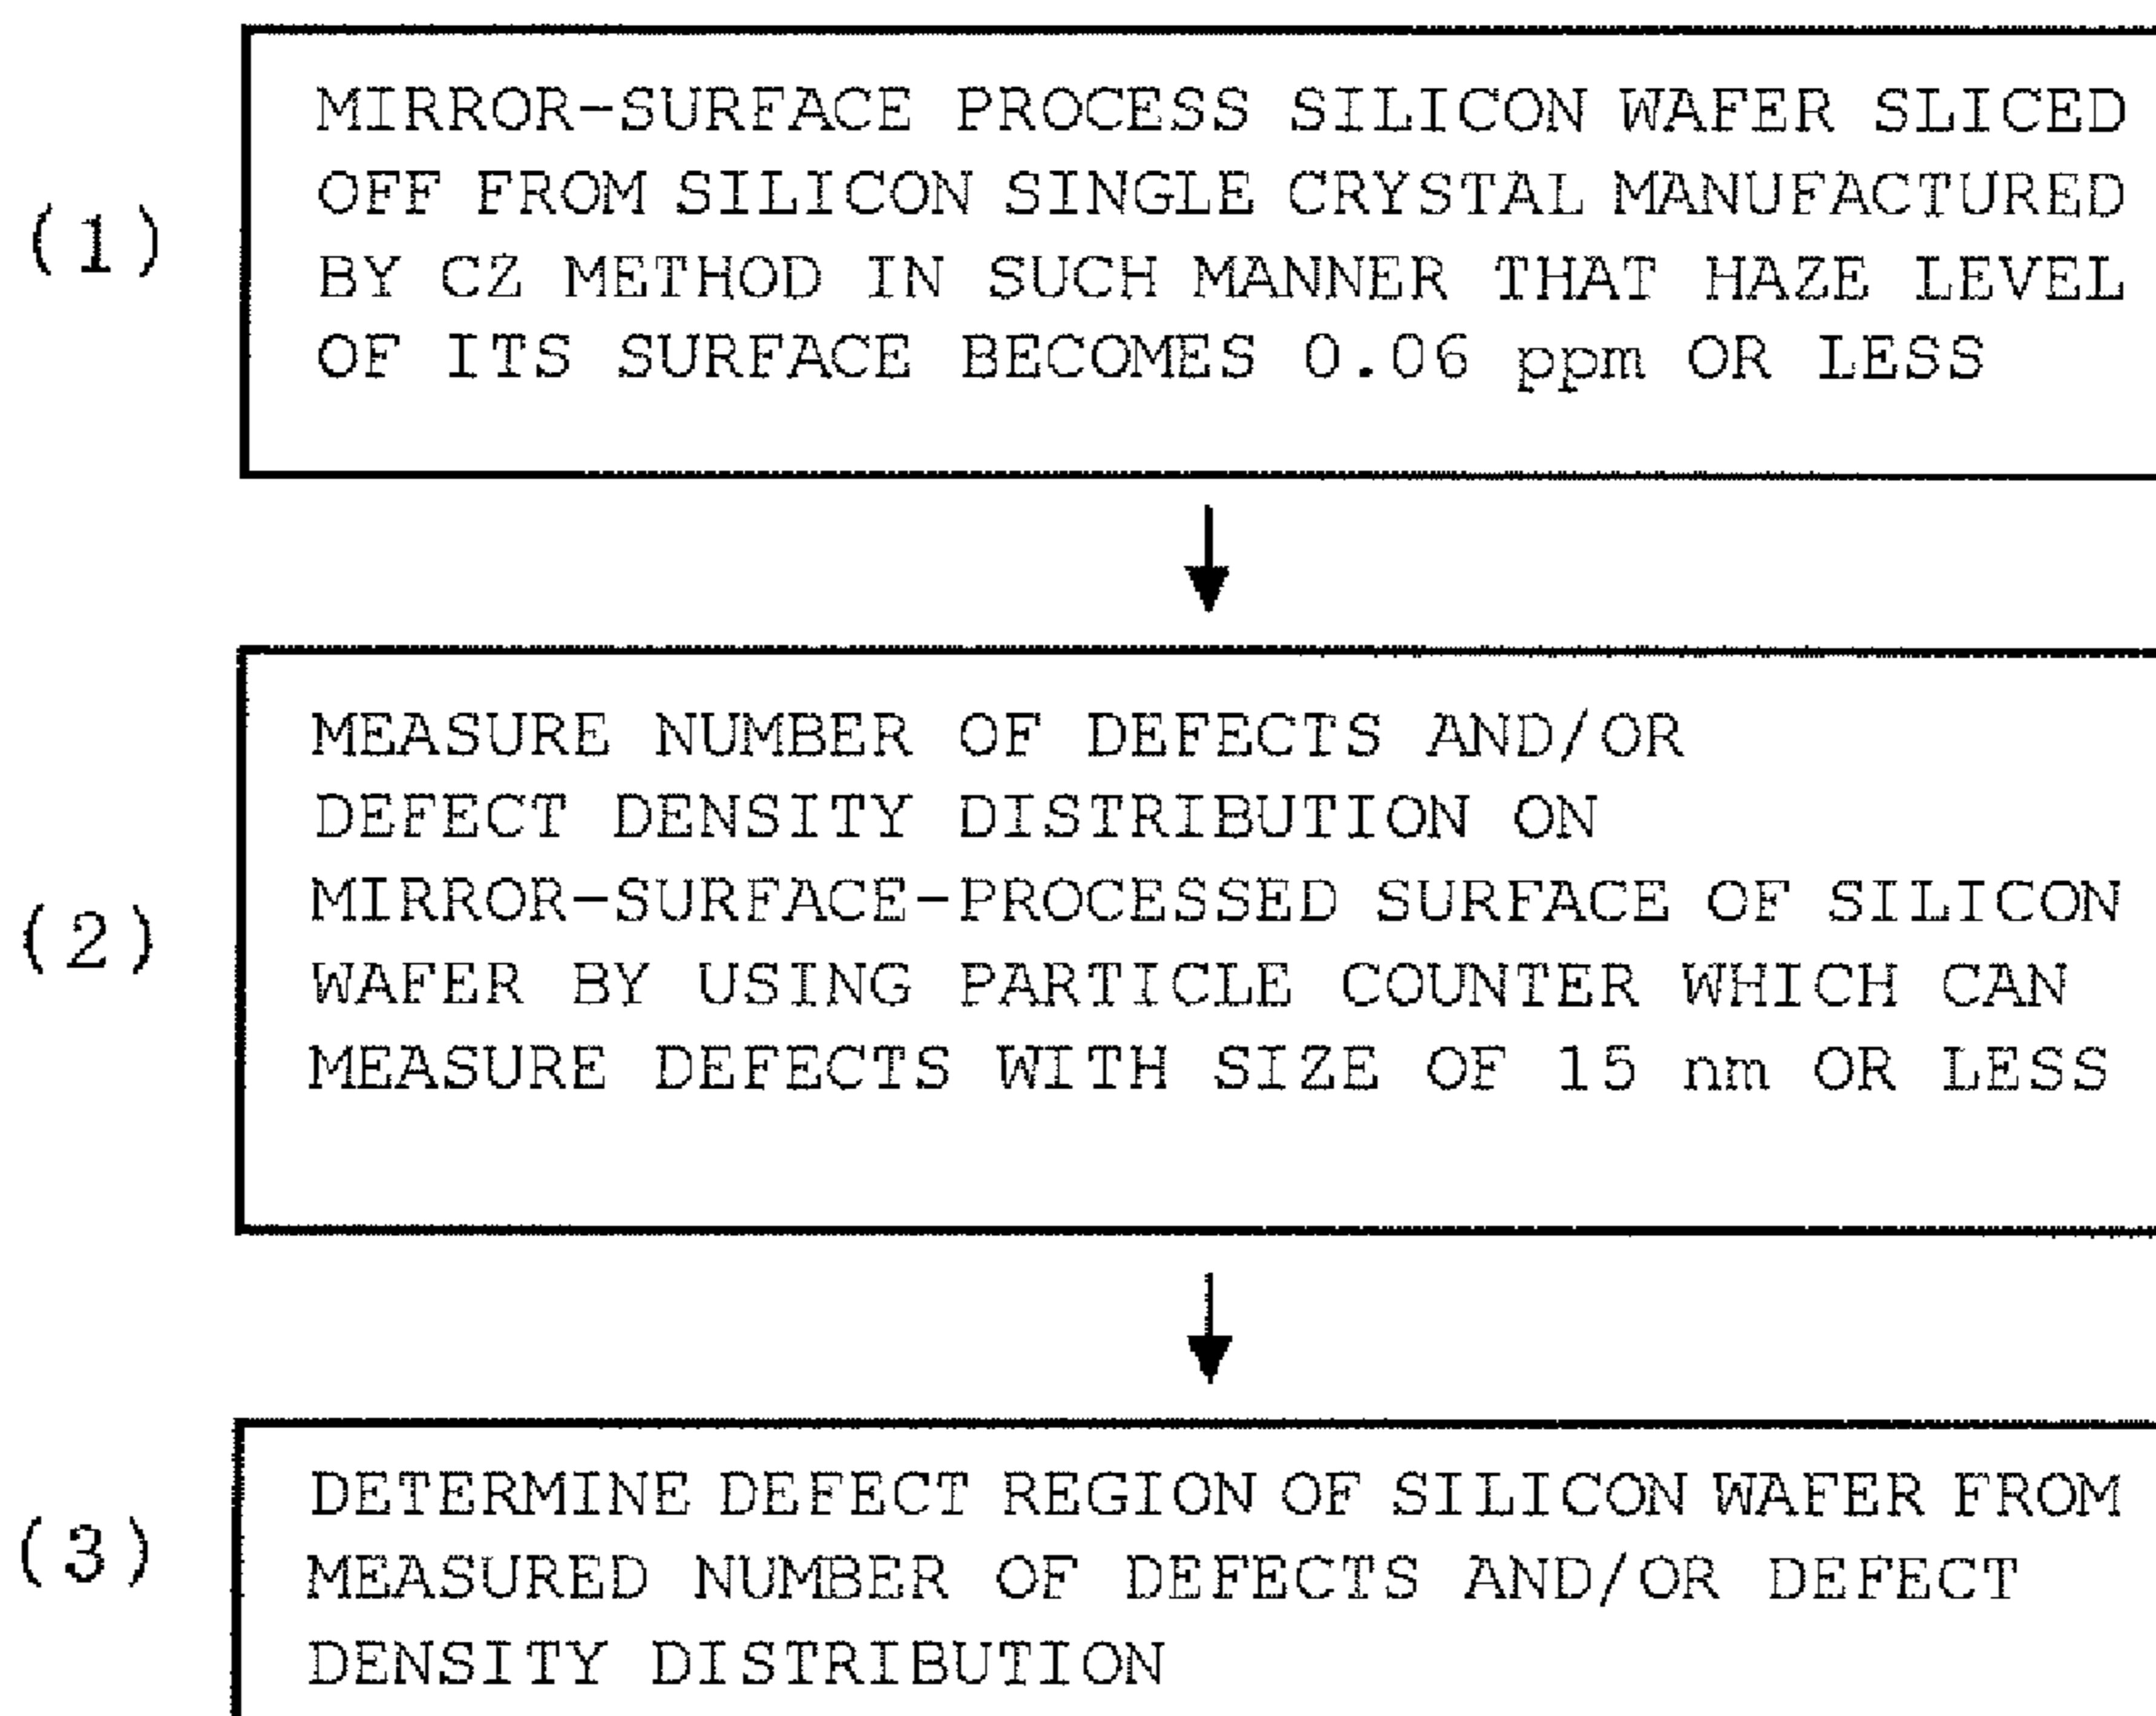 (1)
MIRROR-SURFACE PROCESS SILICON WAFER SLICED
OFF FROM SILICON SINGLE CRYSTAL MANUFACTURED
BY CZ METHOD IN SUCH MANNER THAT HAZE LEVEL
OF ITS SURFACE BECOMES 0.06 ppm OR LESS
(2)
MEASURE NUMBER OF DEFECTS AND/OR
DEFECT DENSITY DISTRIBUTION ON
MIRROR-SURFACE-PROCESSED SURFACE OF SILICON
WAFER BY USING PARTICLE COUNTER WHICH CAN
MEASURE DEFECTS WITH SIZE OF 15 nm OR LESS
(3)
DETERMINE DEFECT REGION OF SILICON WAFER FROM
MEASURED NUMBER OF DEFECTS AND/OR DEFECT
DENSITY DISTRIBUTION